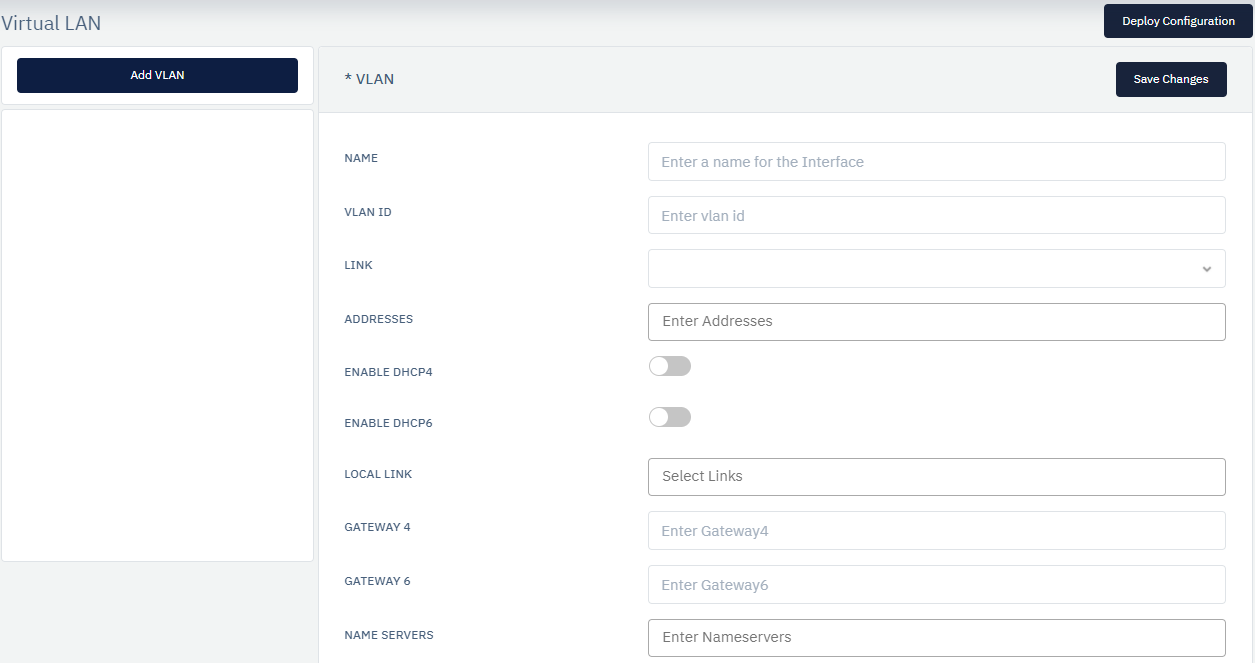 Virtual LAN
Deploy Configuration
Add VLAN
* VLAN
Save Changes
NAME
Enter a name for the Interface
VLAN ID
Enter vlan id
LINK
ADDRESSES
Enter Addresses
ENABLE DHCP4
ENABLE DHCP6
LOCAL LINK
Select Links
GATEWAY 4
Enter Gateway4
GATEWAY 6
Enter Gateway6
NAME SERVERS
Enter Nameservers